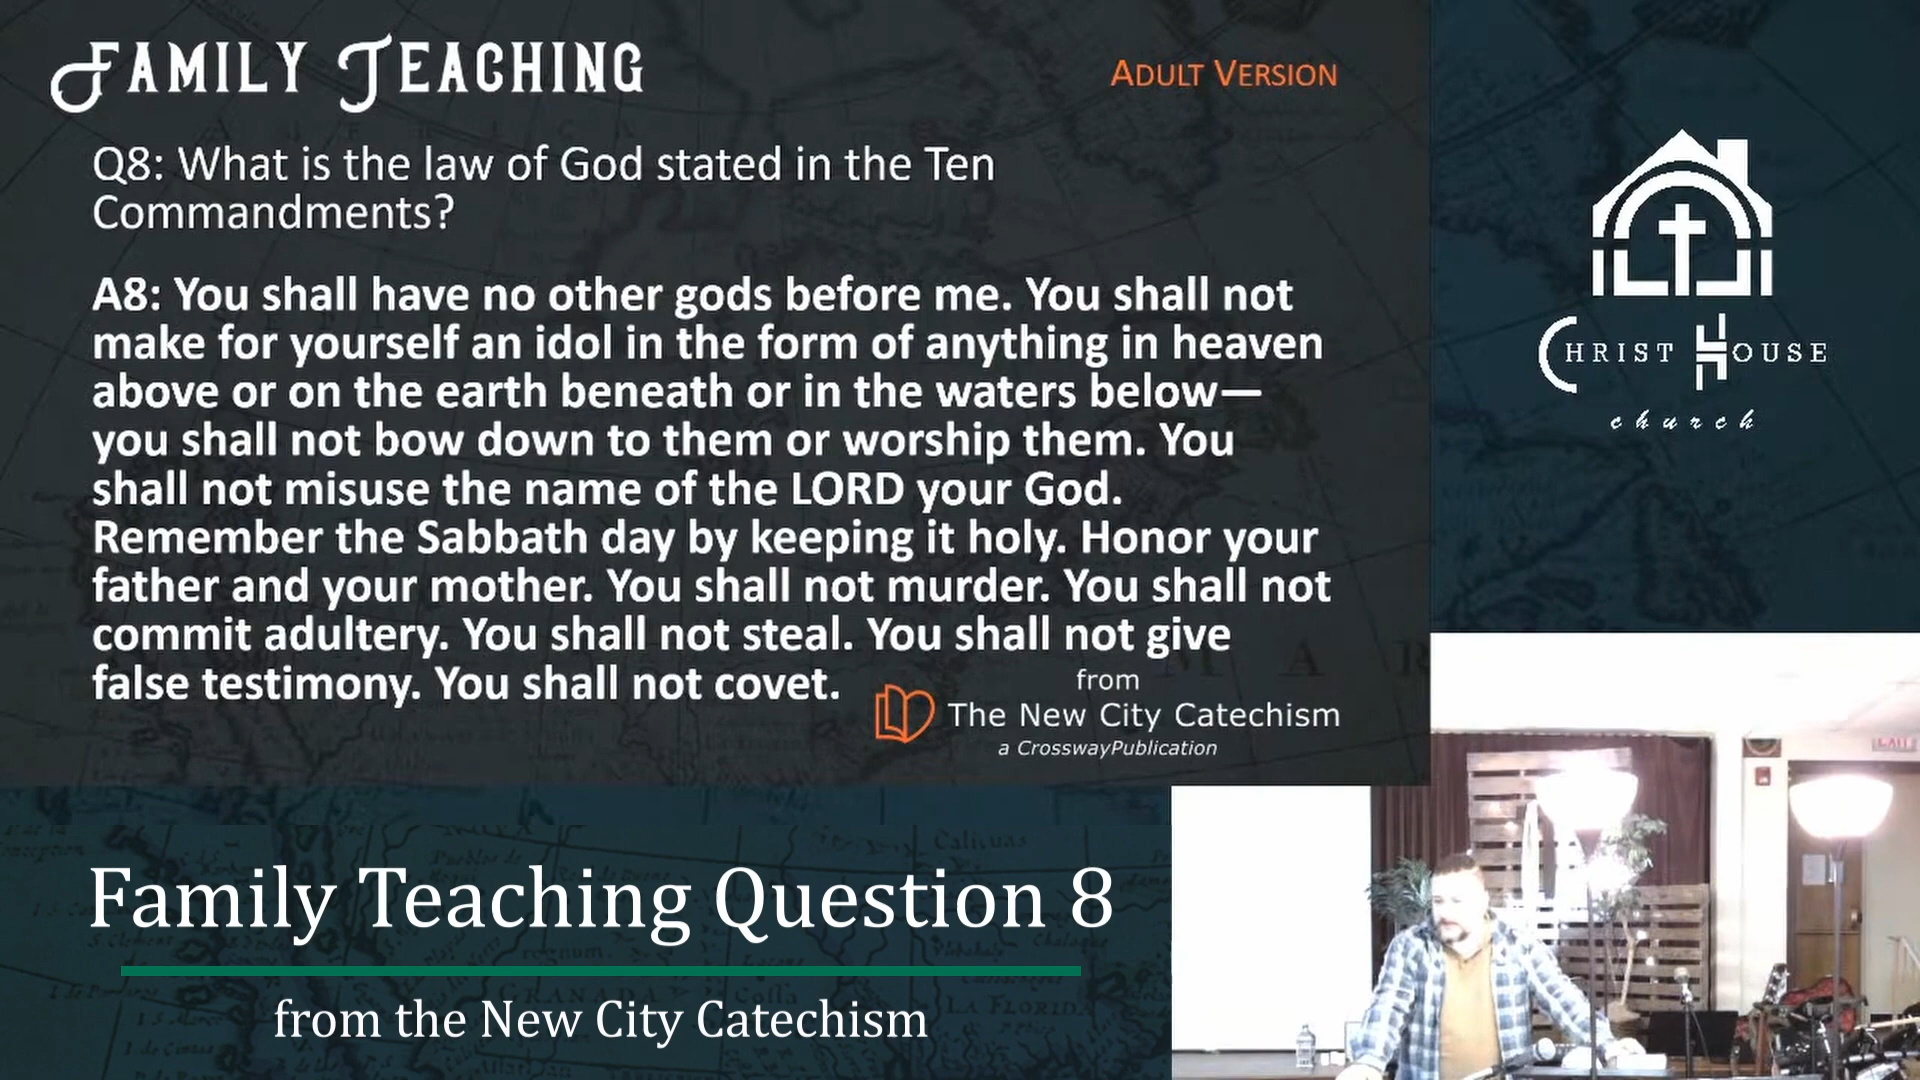 FAMILY TEACHING
ADULT VERSION
Q8: What is the law of God stated in the Ten
Commandments?
A8: You shall have no other gods before me. You shall not
make for yourself an idol in the form of anything in heaven
above or on the earth beneath or in the waters below—
you shall not bow down to them or worship them. You
shall not misuse the name of the LORD your God.
Remember the Sabbath day by keeping it holy. Honor your
father and your mother. You shall not murder. You shall not
commit adultery. You shall not steal. You shall not give
false testimony. You shall not covet.
from
The New City Catechism
a CrosswayPublication
CHRIST HOUSE
church
Family Teaching Question 8
from the New City Catechism
EXIT
M A R
Calicuas
GRANADA
LA FLORIDA